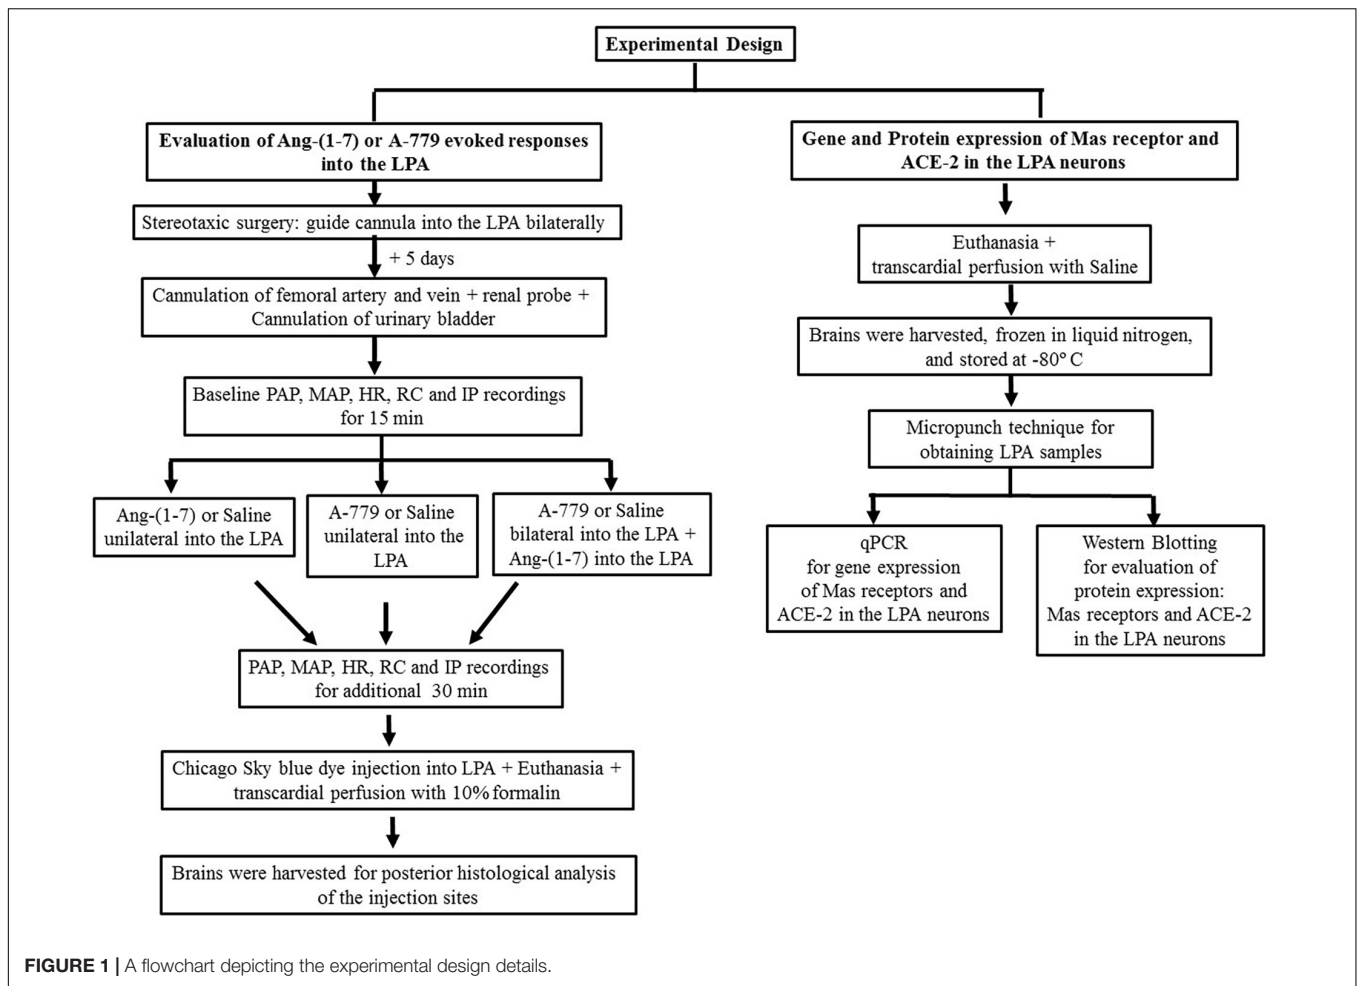 Experimental Design
Evaluation of Ang-(1-7) or A-779 evoked responses
into the LPA
Stereotaxic surgery: guide cannula into the LPA bilaterally
+ 5 days
Cannulation of femoral artery and vein + renal probe +
Cannulation of urinary bladder
Baseline PAP, MAP, HR, RC and IP recordings
for 15 min
Ang-(1-7) or Saline
unilateral into the LPA
A-779 or Saline
unilateral into the
LPA
A-779 or Saline
bilateral into the LPA +
Ang-(1-7) into the LPA
PAP, MAP, HR, RC and IP recordings
for additional 30 min
Chicago Sky blue dye injection into LPA + Euthanasia +
transcardial perfusion with 10% formalin
Brains were harvested for posterior histological analysis
of the injection sites
Gene and Protein expression of Mas receptor and
ACE-2 in the LPA neurons
Euthanasia +
transcardial perfusion with Saline
Brains were harvested, frozen in liquid nitrogen,
and stored at -80º C
Micropunch technique for
obtaining LPA samples
qPCR
for gene expression
of Mas receptors and
ACE-2 in the LPA neurons
Western Blotting
for evaluation of
protein expression:
Mas receptors and ACE-2
in the LPA neurons
FIGURE 1 | A flowchart depicting the experimental design details.